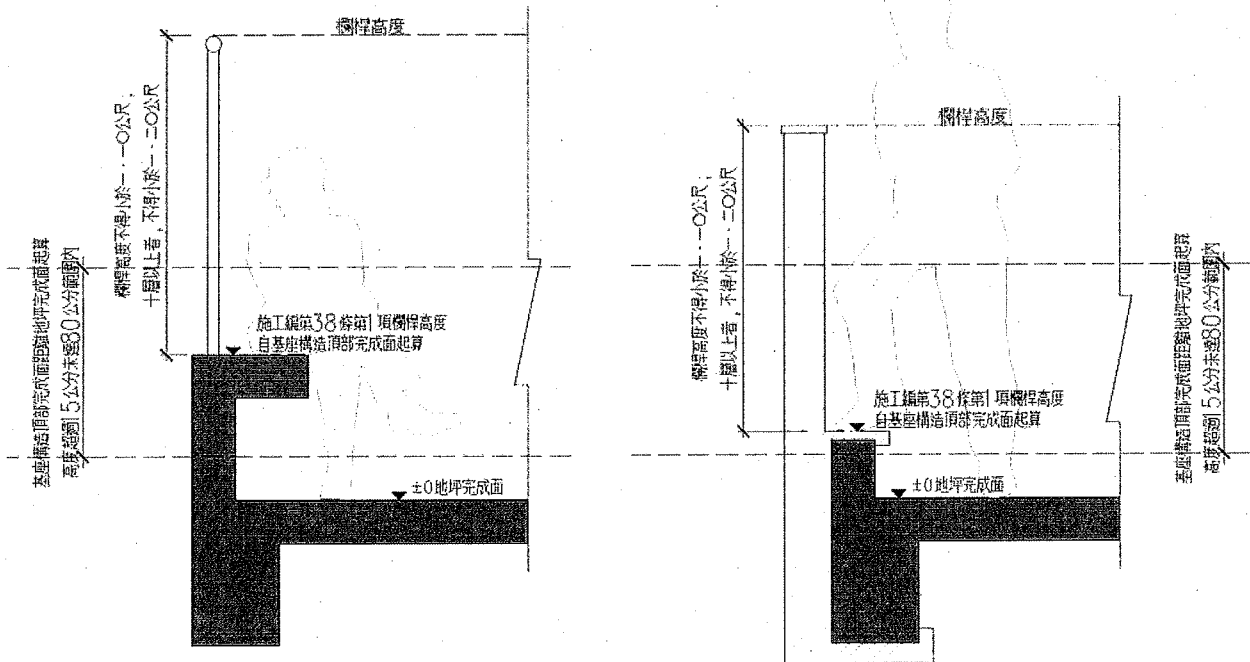 欄桿高度
欄桿高度不得小於一．一〇公尺；
十層以上者，不得小於一．二〇公尺
基座構造頂部完成面距離地坪完成面起算
高度超過15公分未達80公分範圍內
施工編第38條第1項欄桿高度
自基座構造頂部完成面起算
±0地坪完成面
欄桿高度
欄桿高度不得小於一．一〇公尺；
十層以上者，不得小於一．二〇公尺
施工編第38條第1項欄桿高度
自基座構造頂部完成面起算
±0地坪完成面
基座構造頂部完成面距離地坪完成面起算
高度超過15公分未達80公分範圍內